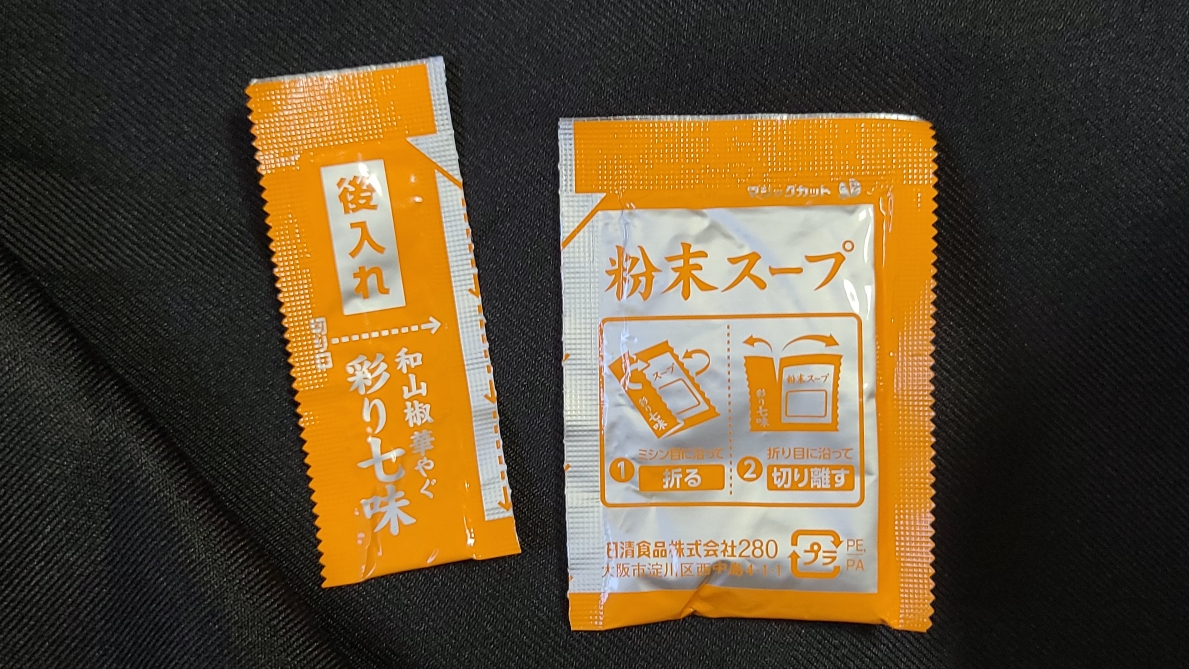 後入れ
切り口
和山椒華やぐ
彩り七味
マジックカット
粉末スープ
スープ
彩り七味
粉末スープ
彩り七味
1
ミシン目に沿って
折る
2
折り目に沿って
切り離す
日清食品株式会社280
大阪市淀川区西中島4-1-1
プラ
PE,
PA